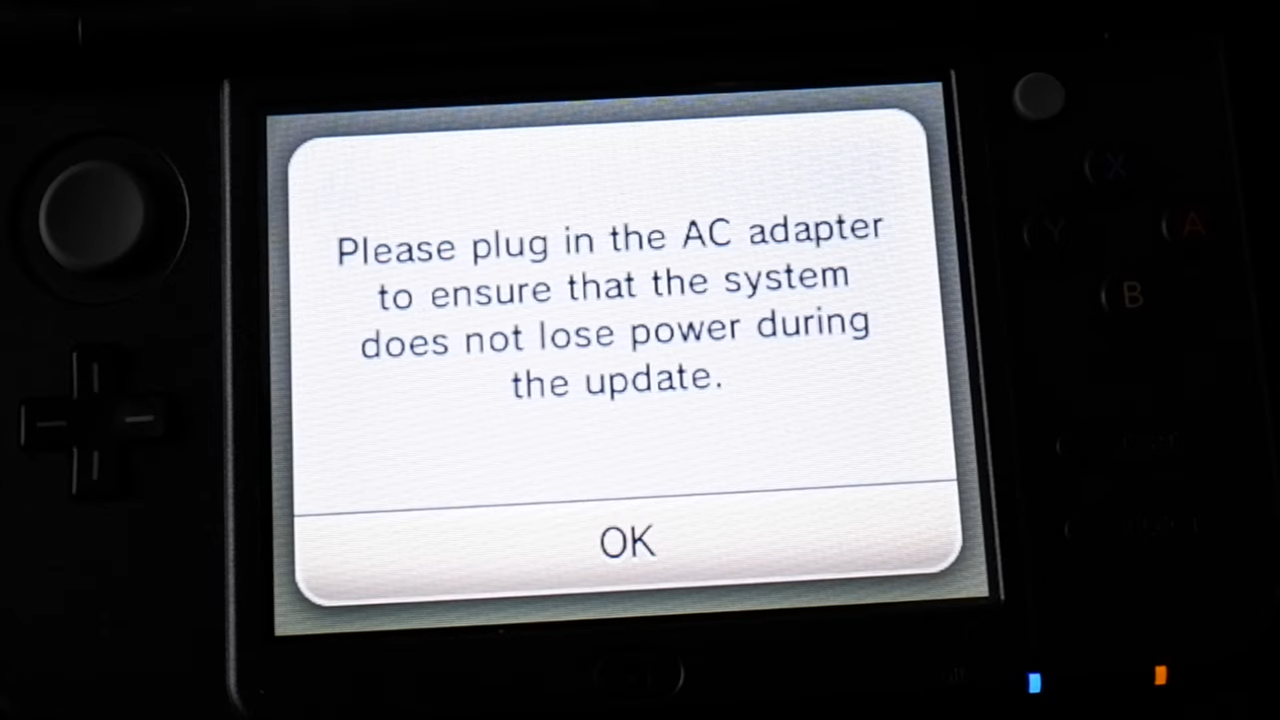 Please plug in the AC adapter
to ensure that the system
does not lose power during
the update.
OK
X
Y
A
B